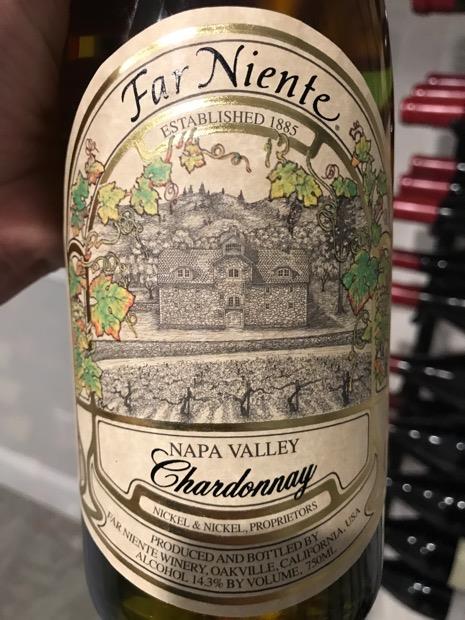 Far Niente®
ESTABLISHED 1885
NAPA VALLEY
Chardonnay
NICKEL & NICKEL, PROPRIETORS
PRODUCED AND BOTTLED BY
FAR NIENTE WINERY, OAKVILLE, CALIFORNIA, USA
ALCOHOL 14.3% BY VOLUME, 750ML